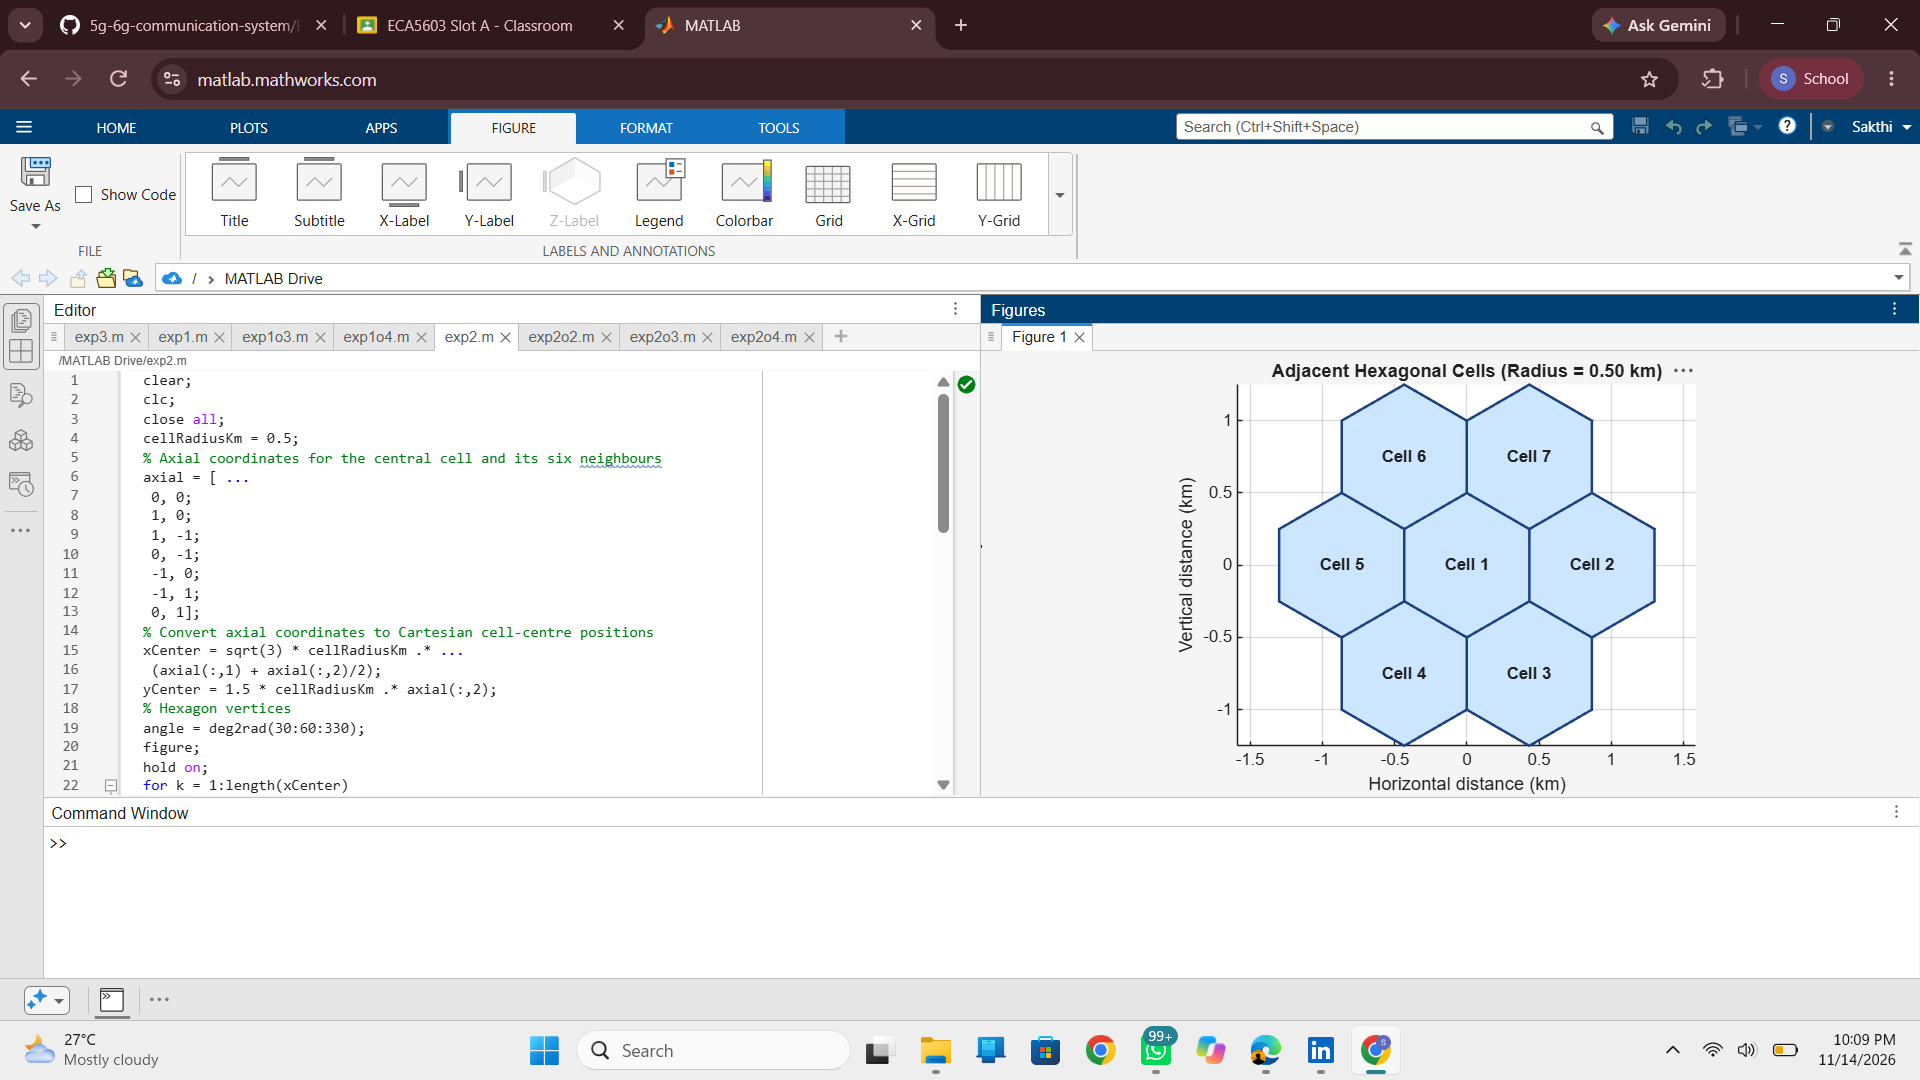 5g-6g-communication-system/
ECA5603 Slot A - Classroom
MATLAB
Ask Gemini
matlab.mathworks.com
S
School
HOME
PLOTS
APPS
FIGURE
FORMAT
TOOLS
Search (Ctrl+Shift+Space)
Sakthi
Save As
Show Code
Title
Subtitle
X-Label
Y-Label
Z-Label
Legend
Colorbar
Grid
X-Grid
Y-Grid
FILE
LABELS AND ANNOTATIONS
/ > MATLAB Drive
Editor
exp3.m
exp1.m
exp1o3.m
exp1o4.m
exp2.m
exp2o2.m
exp2o3.m
exp2o4.m
/MATLAB Drive/exp2.m
1 clear;
2 clc;
3 close all;
4 cellRadiusKm = 0.5;
5 % Axial coordinates for the central cell and its six neighbours
6 axial = [ ...
7 0, 0;
8 1, 0;
9 1, -1;
10 0, -1;
11 -1, 0;
12 -1, 1;
13 0, 1];
14 % Convert axial coordinates to Cartesian cell-centre positions
15 xCenter = sqrt(3) * cellRadiusKm .* ...
16 (axial(:,1) + axial(:,2)/2);
17 yCenter = 1.5 * cellRadiusKm .* axial(:,2);
18 % Hexagon vertices
19 angle = deg2rad(30:60:330);
20 figure;
21 hold on;
22 for k = 1:length(xCenter)
Figures
Figure 1
Adjacent Hexagonal Cells (Radius = 0.50 km)
Vertical distance (km)
1
0.5
0
-0.5
-1
Cell 6
Cell 7
Cell 5
Cell 1
Cell 2
Cell 4
Cell 3
-1.5
-1
-0.5
0
0.5
1
1.5
Horizontal distance (km)
Command Window
>>
27°C
Mostly cloudy
Search
99+
10:09 PM
11/14/2026